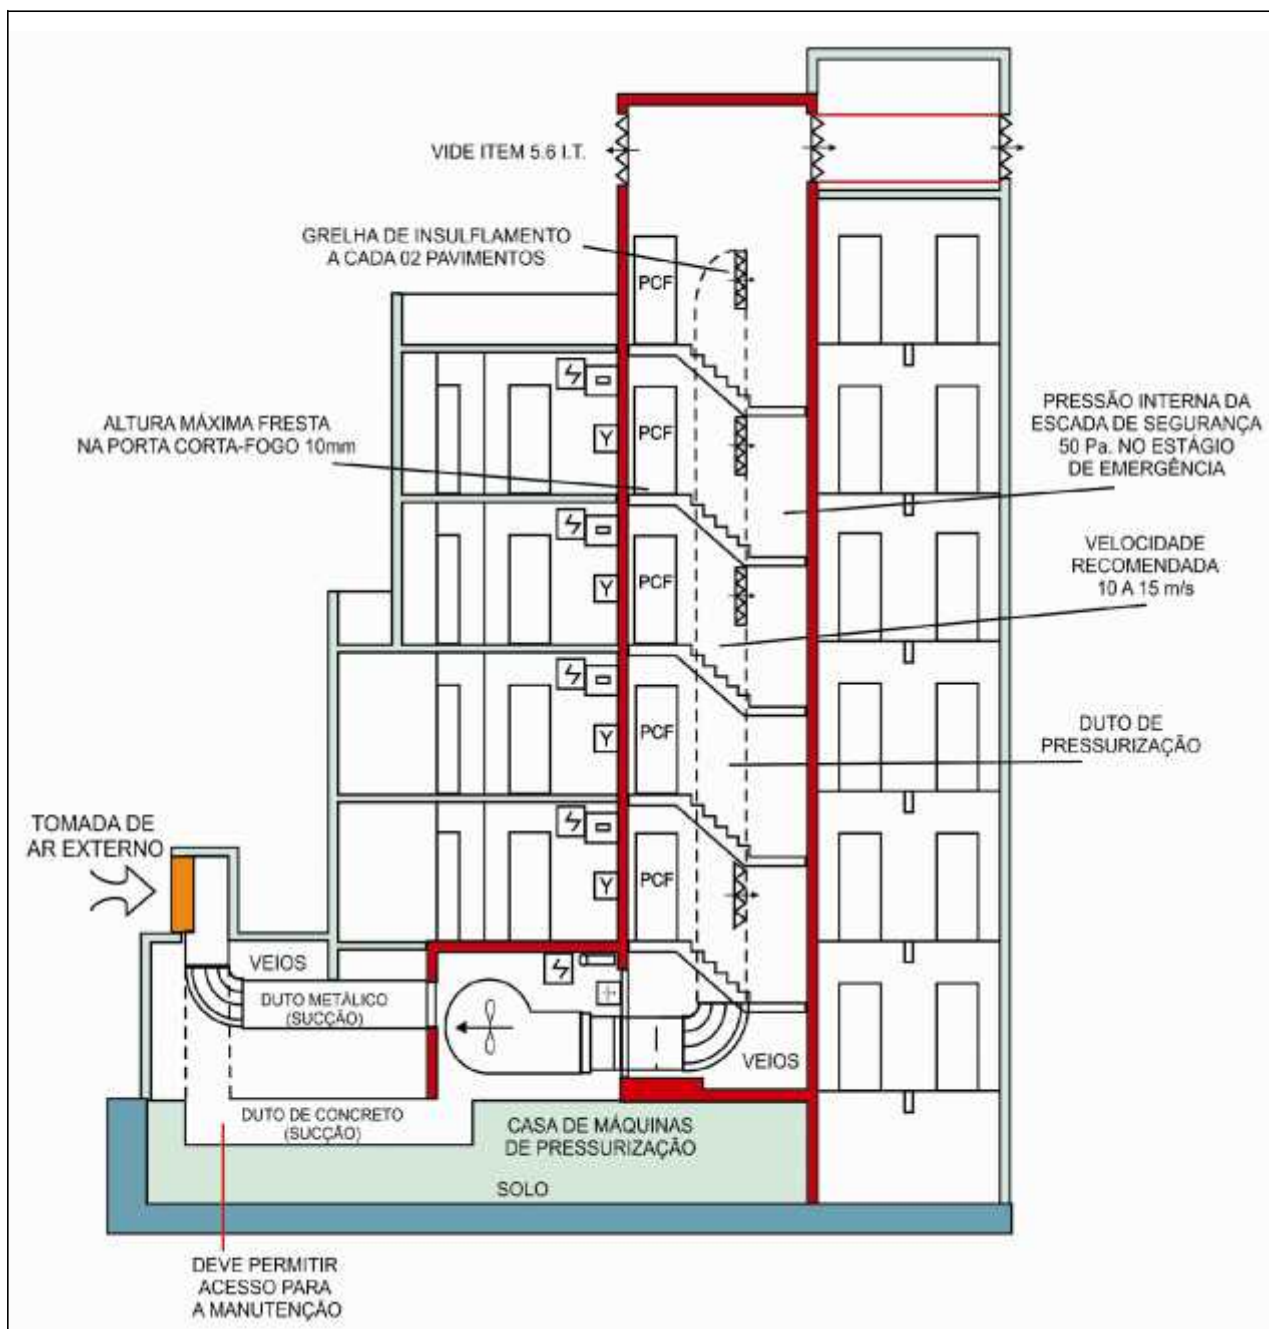 VIDE ITEM 5.6 I.T.
GRELHA DE INSULFLAMENTO
A CADA 02 PAVIMENTOS
PCF
ALTURA MÁXIMA FRESTA
NA PORTA CORTA-FOGO 10mm
PCF
Y
PRESSÃO INTERNA DA
ESCADA DE SEGURANÇA
50 Pa. NO ESTÁGIO
DE EMERGÊNCIA
PCF
Y
VELOCIDADE
RECOMENDADA
10 A 15 m/s
PCF
Y
DUTO DE
PRESSURIZAÇÃO
TOMADA DE
AR EXTERNO
PCF
Y
VEIOS
DUTO METÁLICO
(SUCÇÃO)
VEIOS
DUTO DE CONCRETO
(SUCÇÃO)
CASA DE MÁQUINAS
DE PRESSURIZAÇÃO
SOLO
DEVE PERMITIR
ACESSO PARA
A MANUTENÇÃO